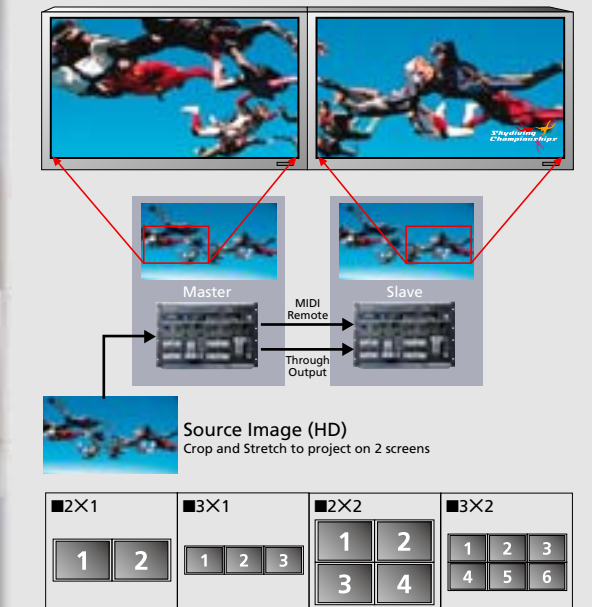 Skydiving
Championships
Master
Slave
MIDI
Remote
Through
Output
Source Image (HD)
Crop and Stretch to project on 2 screens
■2×1
■3×1
■2×2
■3×2
1 2
1 2 3
1 2
3 4
1 2 3
4 5 6